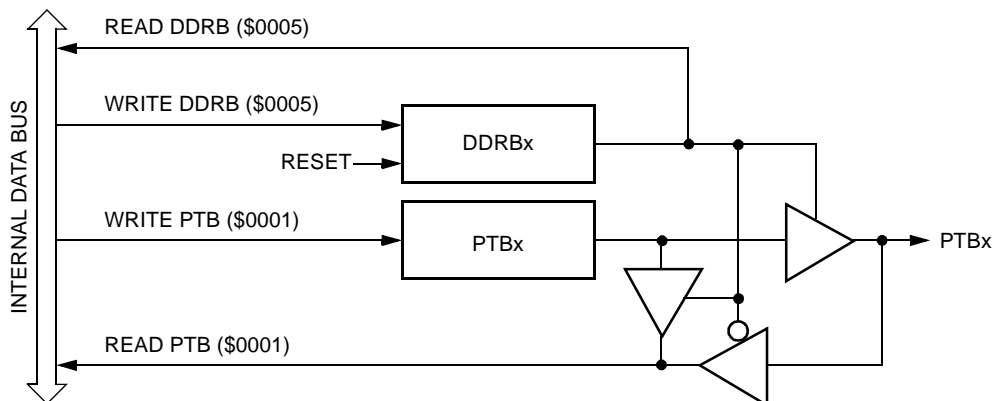 READ DDRB ($0005)
WRITE DDRB ($0005)
DDRBx
RESET
WRITE PTB ($0001)
PTBx
PTBx
READ PTB ($0001)
INTERNAL DATA BUS